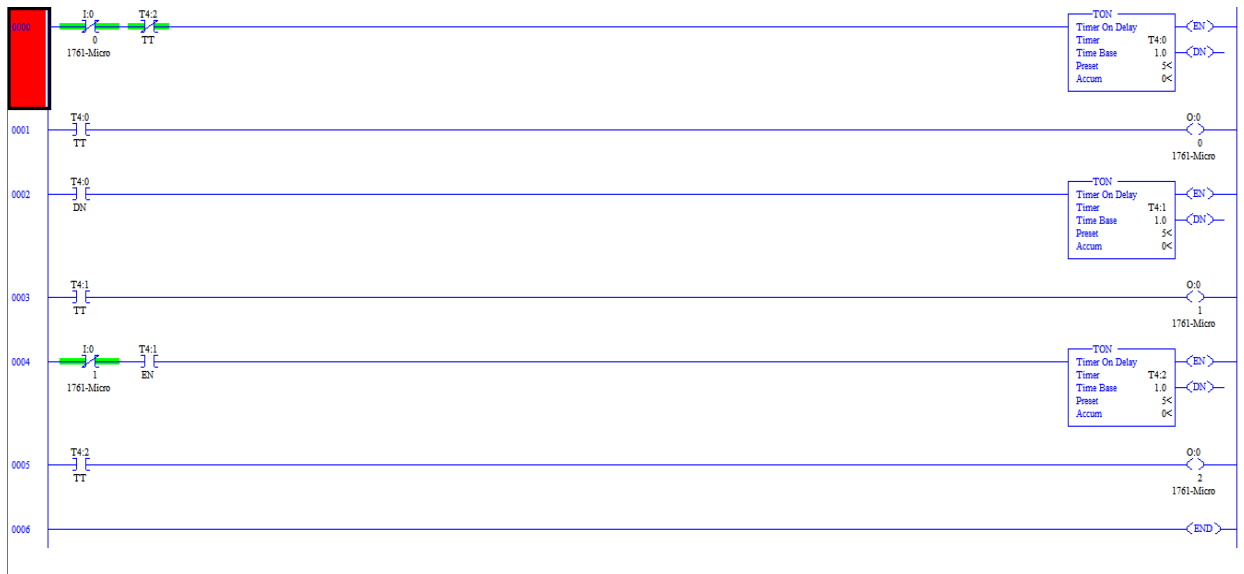 0000
I:0
0
1761-Micro
T4:2
TT
TON
Timer On Delay
Timer T4:0
Time Base 1.0
Preset 5<
Accum 0<
EN
DN
0001
T4:0
TT
O:0
0
1761-Micro
0002
T4:0
DN
TON
Timer On Delay
Timer T4:1
Time Base 1.0
Preset 5<
Accum 0<
EN
DN
0003
T4:1
TT
O:0
1
1761-Micro
0004
I:0
1
1761-Micro
T4:1
EN
TON
Timer On Delay
Timer T4:2
Time Base 1.0
Preset 5<
Accum 0<
EN
DN
0005
T4:2
TT
O:0
2
1761-Micro
0006
END